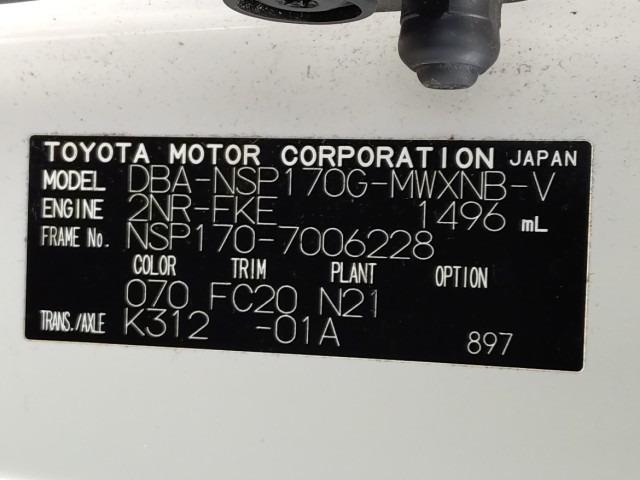 TOYOTA MOTOR CORPORATION JAPAN
MODEL DBA-NSP170G-MWXNB-V
ENGINE 2NR-FKE 1496 mL
FRAME No. NSP170-7006228
COLOR TRIM PLANT OPTION
070 FC20 N21
TRANS./AXLE K312 -01A 897